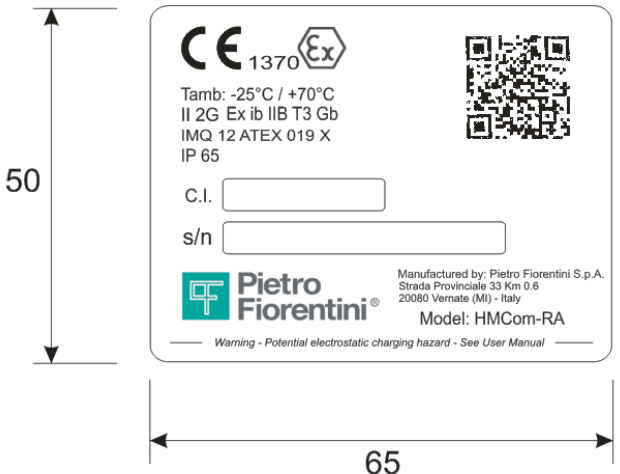 CE 1370 Ex
Tamb: -25°C / +70°C
II 2G Ex ib IIB T3 Gb
IMQ 12 ATEX 019 X
IP 65
C.I.
s/n
Pietro
Fiorentini®
Manufactured by: Pietro Fiorentini S.p.A.
Strada Provinciale 33 Km 0.6
20080 Vernate (MI) - Italy
Model: HMCom-RA
Warning - Potential electrostatic charging hazard - See User Manual
50
65